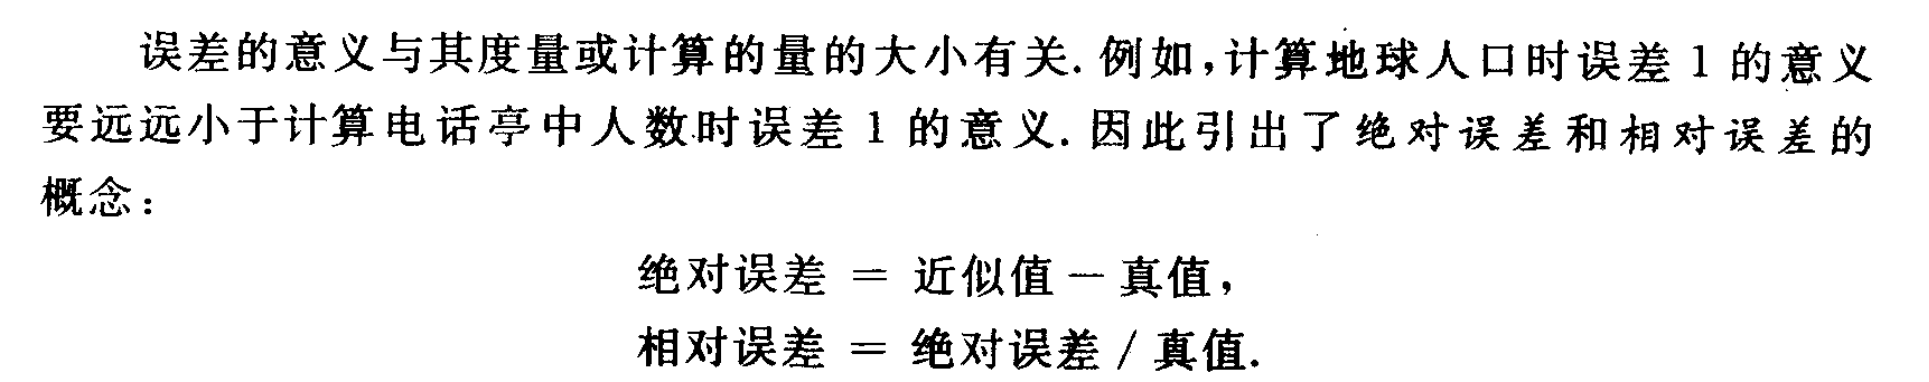 误差的意义与其度量或计算的量的大小有关. 例如,计算地球人口时误差 1 的意义
要远远小于计算电话亭中人数时误差 1 的意义. 因此引出了绝对误差和相对误差的
概念:
绝对误差 = 近似值 - 真值,
相对误差 = 绝对误差 / 真值.